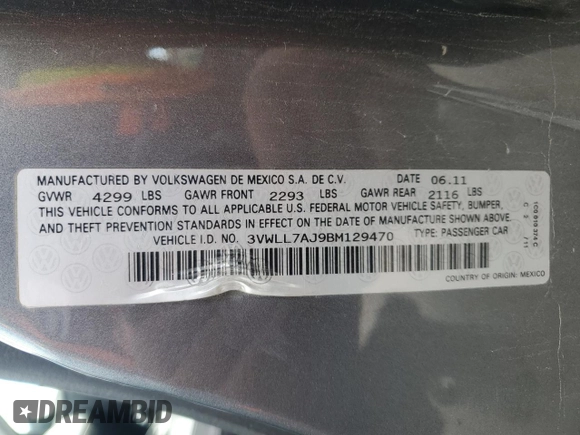 MANUFACTURED BY VOLKSWAGEN DE MEXICO S.A. DE C.V. DATE 06.11
GVWR 4299 LBS GAWR FRONT 2293 LBS GAWR REAR 2116 LBS
THIS VEHICLE CONFORMS TO ALL APPLICABLE U.S. FEDERAL MOTOR VEHICLE SAFETY, BUMPER,
AND THEFT PREVENTION STANDARDS IN EFFECT ON THE DATE OF MANUFACTURE SHOWN ABOVE.
VEHICLE I.D. NO. 3VWLL7AJ9BM129470 TYPE: PASSENGER CAR
COUNTRY OF ORIGIN: MEXICO
DREAMBID